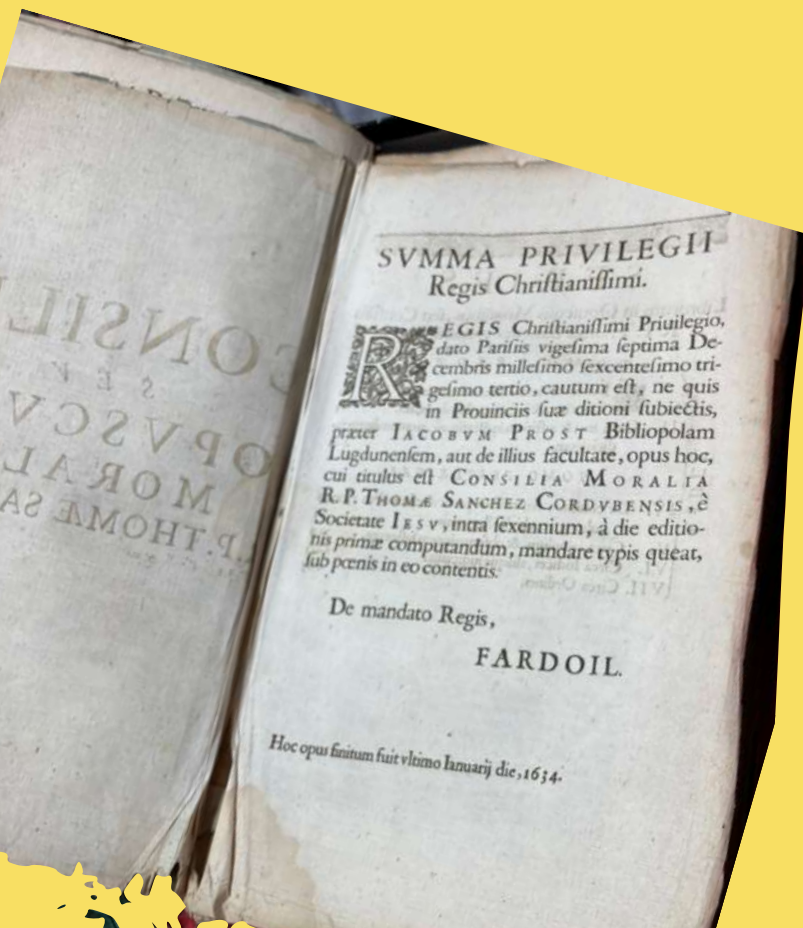 SVMMA PRIVILEGII
Regis Chriſtianiſſimi.
REGIS Chriſtianiſſimi Priuilegio,
dato Pariſiis vigeſima ſeptima De-
cembris milleſimo ſexcenteſimo tri-
geſimo tertio, cautum eſt, ne quis
in Prouinciis ſuæ ditioni ſubiectis,
præter IACOBVM PROST Bibliopolam
Lugdunenſem, aut de illius facultate, opus hoc,
cui titulus eſt CONSILIA MORALIA
R. P. THOMÆ SANCHEZ CORDVBENSIS, è
Societate IESV, intra ſexennium, à die editio-
nis primæ computandum, mandare typis queat,
ſub pœnis in eo contentis.
De mandato Regis,
FARDOIL.
Hoc opus finitum fuit vltimo Ianuarij die, 1634.